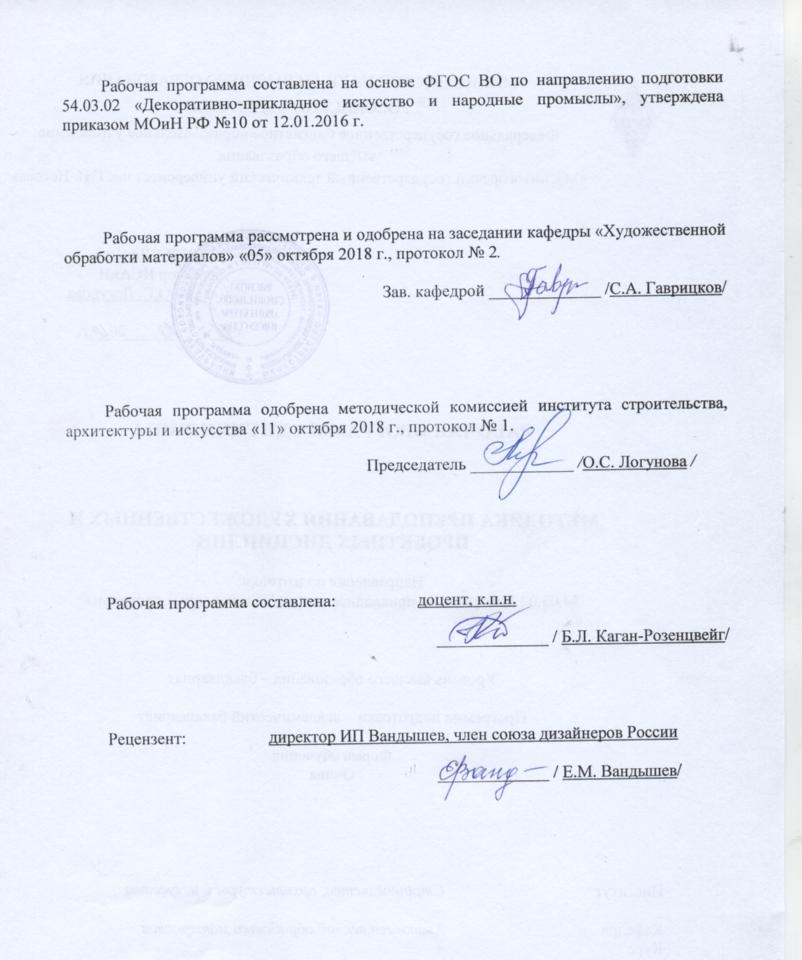 Рабочая программа составлена на основе ФГОС ВО по направлению подготовки
54.03.02 «Декоративно-прикладное искусство и народные промыслы», утверждена
приказом МОиН РФ №10 от 12.01.2016 г.
Рабочая программа рассмотрена и одобрена на заседании кафедры «Художественной
обработки материалов» «05» октября 2018 г., протокол № 2.
Зав. кафедрой /С.А. Гаврицков/
Рабочая программа одобрена методической комиссией института строительства,
архитектуры и искусства «11» октября 2018 г., протокол № 1.
Председатель /О.С. Логунова /
Рабочая программа составлена: доцент, к.п.н.
/ Б.Л. Каган-Розенцвейг/
Рецензент: директор ИП Вандышев, член союза дизайнеров России
/ Е.М. Вандышев/